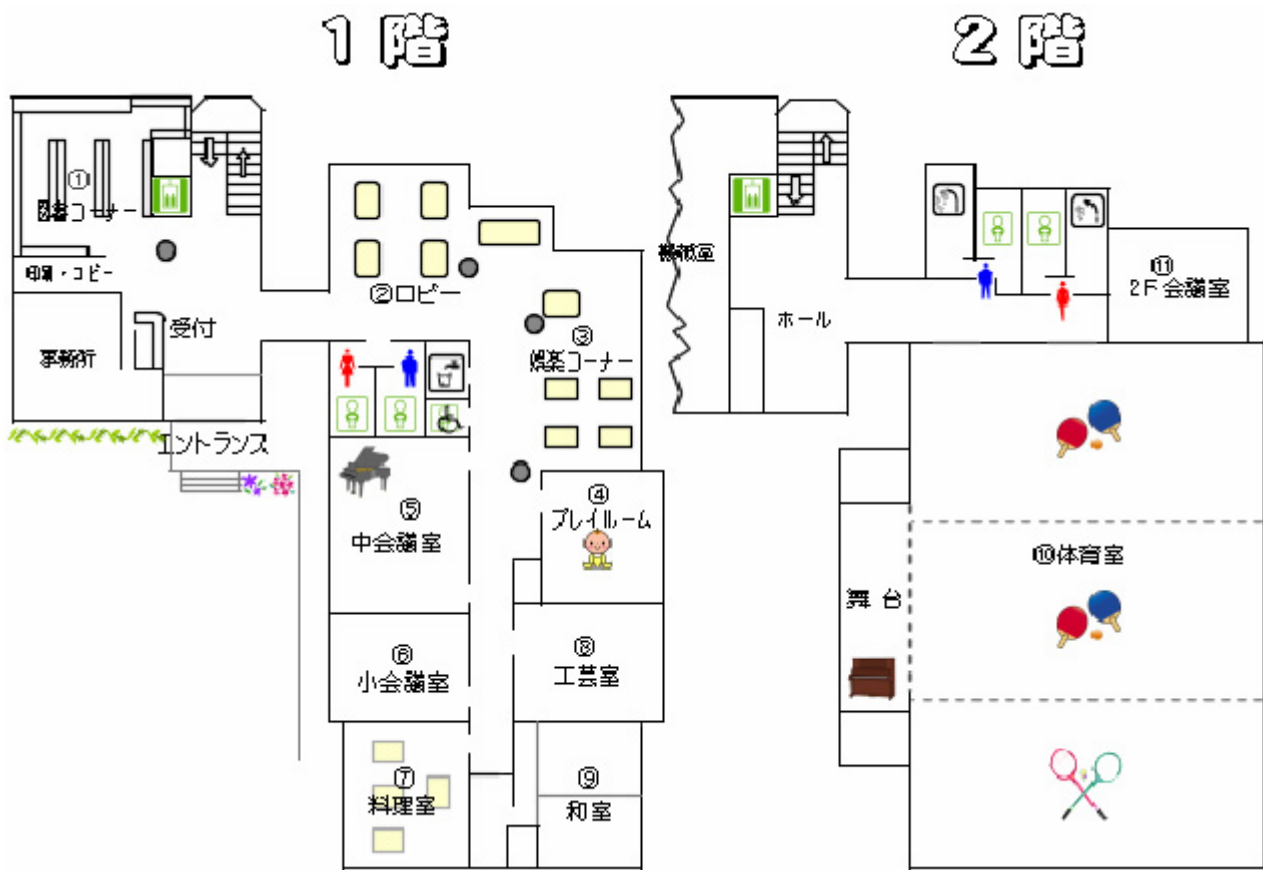 1 階
2 階
①
図書コーナー
印刷・コピー
事務所
受付
エントランス
②ロビー
③
娯楽コーナー
④
プレイルーム
⑤
中会議室
⑥
小会議室
⑦
料理室
⑧
工芸室
⑨
和室
機械室
ホール
⑪
2F会議室
⑩体育室
舞 台